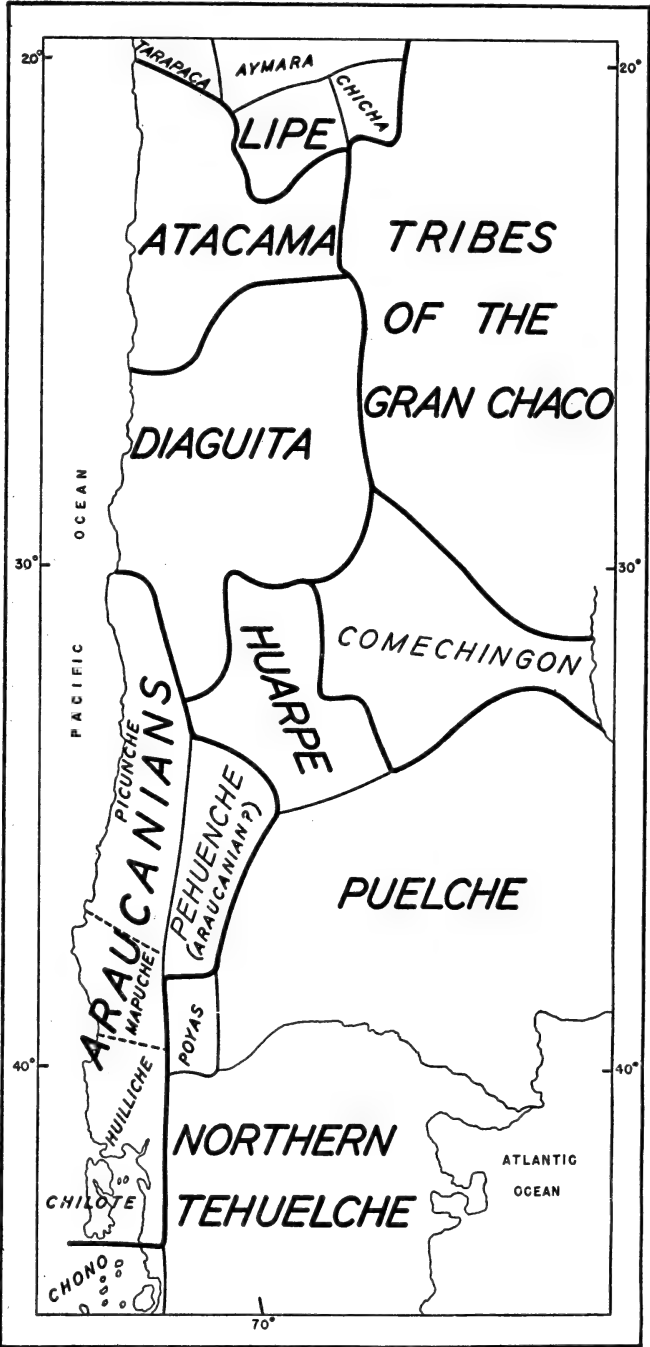 20°
20°
TARAPACA
AYMARA
CHICHA
LIPE
ATACAMA
TRIBES
OF THE
GRAN CHACO
DIAGUITA
PACIFIC OCEAN
30°
30°
HUARPE
COMECHINGON
ARAUCANIANS
PICUNCHE
PEHUENCHE
(ARAUCANIAN?)
PUELCHE
MAPUCHE
POYAS
40°
40°
HUILLICHE
NORTHERN
TEHUELCHE
ATLANTIC
OCEAN
CHILOTE
CHONO
70°